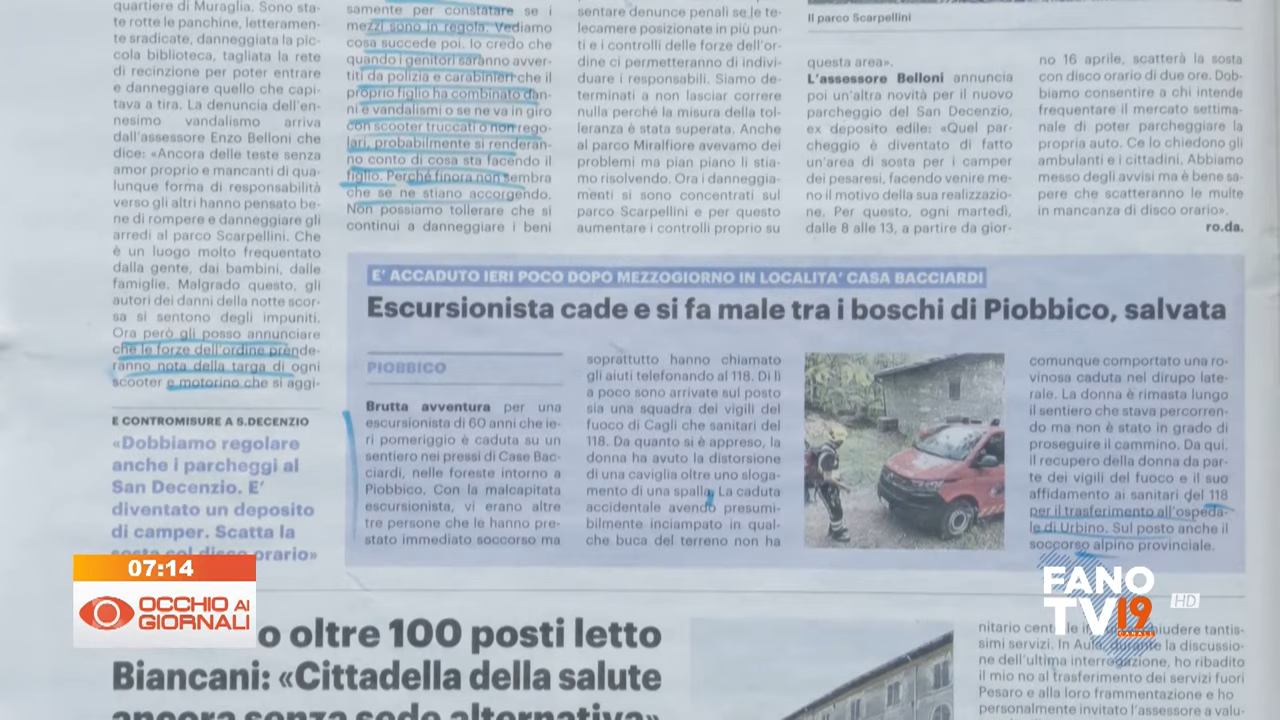 quartiere di Muraglia. Sono sta-
te rotte le panchine, letteramen-
te sradicate, danneggiata la pic-
cola biblioteca, tagliata la rete
di recinzione per poter entrare
e danneggiare quello che capi-
tava a tira. La denuncia dell'en-
nesimo vandalismo arriva
dall'assessore Enzo Belloni che
dice: «Ancora delle teste senza
amor proprio e mancanti di qua-
lunque forma di responsabilità
verso gli altri hanno pensato be-
ne di rompere e danneggiare gli
arredi al parco Scarpellini. Che
è un luogo molto frequentato
dalla gente, dai bambini, dalle
famiglie. Malgrado questo, gli
autori dei danni della notte scor-
sa si sentono degli impuniti.
Ora però gli posso annunciare
che le forze dell'ordine prende-
ranno nota della targa di ogni
scooter e motorino che si aggi-
samente per constatare se i
mezzi sono in regola. Vediamo
cosa succede poi. Io credo che
quando i genitori saranno avver-
titi da polizia e carabinieri che il
proprio figlio ha combinato dan-
ni e vandalismi o se ne va in giro
con scooter truccati o non rego-
lari, probabilmente si renderan-
no conto di cosa sta facendo il
figlio. Perché finora non sembra
che se ne stiano accorgendo.
Non possiamo tollerare che si
continui a danneggiare i beni
sentare denunce penali se le te-
lecamere posizionate in più pun-
ti e i controlli delle forze dell'or-
dine ci permetteranno di indivi-
duare i responsabili. Siamo de-
terminati a non lasciar correre
nulla perché la misura della tol-
leranza è stata superata. Anche
al parco Miralfiore avevamo dei
problemi ma pian piano li stia-
mo risolvendo. Ora i danneggia-
menti si sono concentrati sul
parco Scarpellini e per questo
aumentare i controlli proprio su
Il parco Scarpellini
questa area».
L'assessore Belloni annuncia
poi un'altra novità per il nuovo
parcheggio del San Decenzio,
ex deposito edile: «Quel par-
cheggio è diventato di fatto
un'area di sosta per i camper
dei pesaresi, facendo venire me-
no il motivo della sua realizzazio-
ne. Per questo, ogni martedì,
dalle 8 alle 13, a partire da gior-
no 16 aprile, scatterà la sosta
con disco orario di due ore. Dob-
biamo consentire a chi intende
frequentare il mercato settima-
nale di poter parcheggiare la
propria auto. Ce lo chiedono gli
ambulanti e i cittadini. Abbiamo
messo degli avvisi ma è bene sa-
pere che scatteranno le multe
in mancanza di disco orario».
ro.da.
E CONTROMISURE A S.DECENZIO
«Dobbiamo regolare
anche i parcheggi al
San Decenzio. E'
diventato un deposito
di camper. Scatta la
sosta col disco orario»
E' ACCADUTO IERI POCO DOPO MEZZOGIORNO IN LOCALITA' CASA BACCIARDI
Escursionista cade e si fa male tra i boschi di Piobbico, salvata
PIOBBICO
Brutta avventura per una
escursionista di 60 anni che ie-
ri pomeriggio è caduta su un
sentiero nei pressi di Case Bac-
ciardi, nelle foreste intorno a
Piobbico. Con la malcapitata
escursionista, vi erano altre
tre persone che le hanno pre-
stato immediato soccorso ma
soprattutto hanno chiamato
gli aiuti telefonando al 118. Di lì
a poco sono arrivate sul posto
sia una squadra dei vigili del
fuoco di Cagli che sanitari del
118. Da quanto si è appreso, la
donna ha avuto la distorsione
di una caviglia oltre uno sloga-
mento di una spalla. La caduta
accidentale avendo presumi-
bilmente inciampato in qual-
che buca del terreno non ha
comunque comportato una ro-
vinosa caduta nel dirupo late-
rale. La donna è rimasta lungo
il sentiero che stava percorren-
do ma non è stato in grado di
proseguire il cammino. Da qui,
il recupero della donna da par-
te dei vigili del fuoco e il suo
affidamento ai sanitari del 118
per il trasferimento all'ospeda-
le di Urbino. Sul posto anche il
soccorso alpino provinciale.
07:14
OCCHIO AI
GIORNALI
FANO
TV 19
CANALE
HD
o oltre 100 posti letto
Biancani: «Cittadella della salute
ancora senza sede alternativa»
nitario cent
chiudere tantis-
simi servizi. In Aula, durante la discussio-
ne dell'ultima interrogazione, ho ribadito
il mio no al trasferimento dei servizi fuori
Pesaro e alla loro frammentazione e ho
personalmente invitato l'assessore a valu-